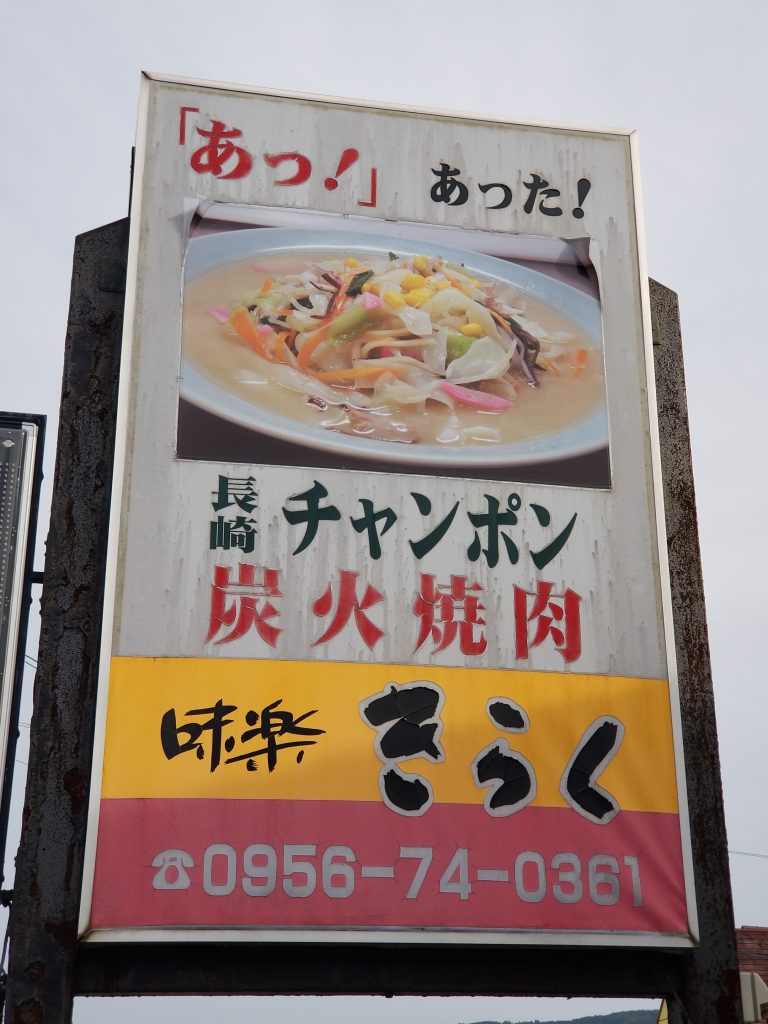 「あっ!」 あった!
長崎 チャンポン
炭火焼肉
味楽 きらく
☎0956-74-0361